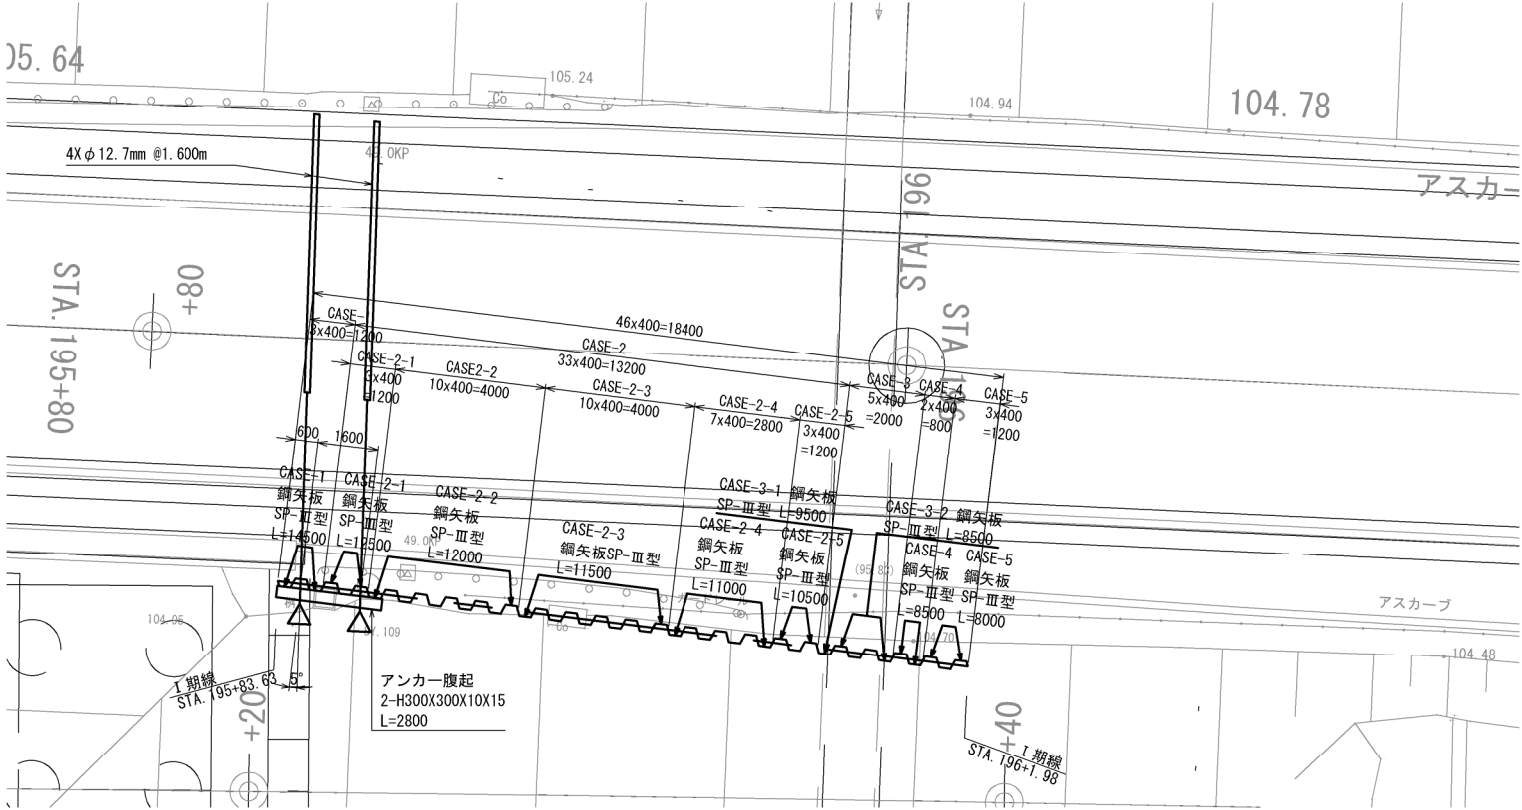 05.64
105.24
Co
104.94
104.78
4Xφ12.7mm @1.600m
49.0KP
アスカー
STA.196
STA.195+80
+80
STA.196
46x400=18400
CASE-
3x400=1200
CASE-2
33x400=13200
CASE-2-1
3x400
=1200
CASE2-2
10x400=4000
CASE-2-3
10x400=4000
CASE-2-4
7x400=2800
CASE-2-5
3x400
=1200
CASE-3
5x400
=2000
CASE-4
2x400
=800
CASE-5
3x400
=1200
600
1600
CASE-1
鋼矢板
SP-Ⅲ型
L=14500
CASE-2-1
鋼矢板
SP-Ⅲ型
L=12500
CASE-2-2
鋼矢板
SP-Ⅲ型
L=12000
CASE-2-3
鋼矢板SP-Ⅲ型
L=11500
CASE-3-1 鋼矢板
SP-Ⅲ型 L=9500
CASE-2-4
鋼矢板
SP-Ⅲ型
L=11000
CASE-2-5
鋼矢板
SP-Ⅲ型
L=10500
CASE-3-2 鋼矢板
SP-Ⅲ型 L=8500
CASE-4
鋼矢板
SP-Ⅲ型
L=8500
CASE-5
鋼矢板
SP-Ⅲ型
L=8000
アスカーブ
104.95
104.70
104.48
Ⅰ期線
STA.195+83.63
5°
+20
アンカー腹起
2-H300X300X10X15
L=2800
+40
Ⅰ期線
STA.196+1.98